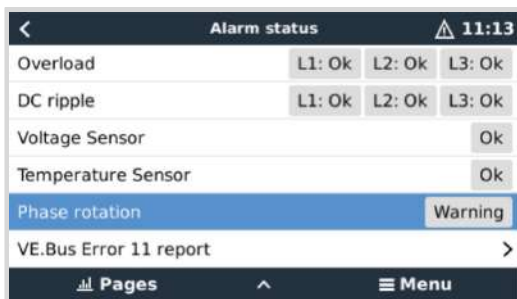 Alarm status 11:13
Overload L1: Ok L2: Ok L3: Ok
DC ripple L1: Ok L2: Ok L3: Ok
Voltage Sensor Ok
Temperature Sensor Ok
Phase rotation Warning
VE.Bus Error 11 report
Pages Menu